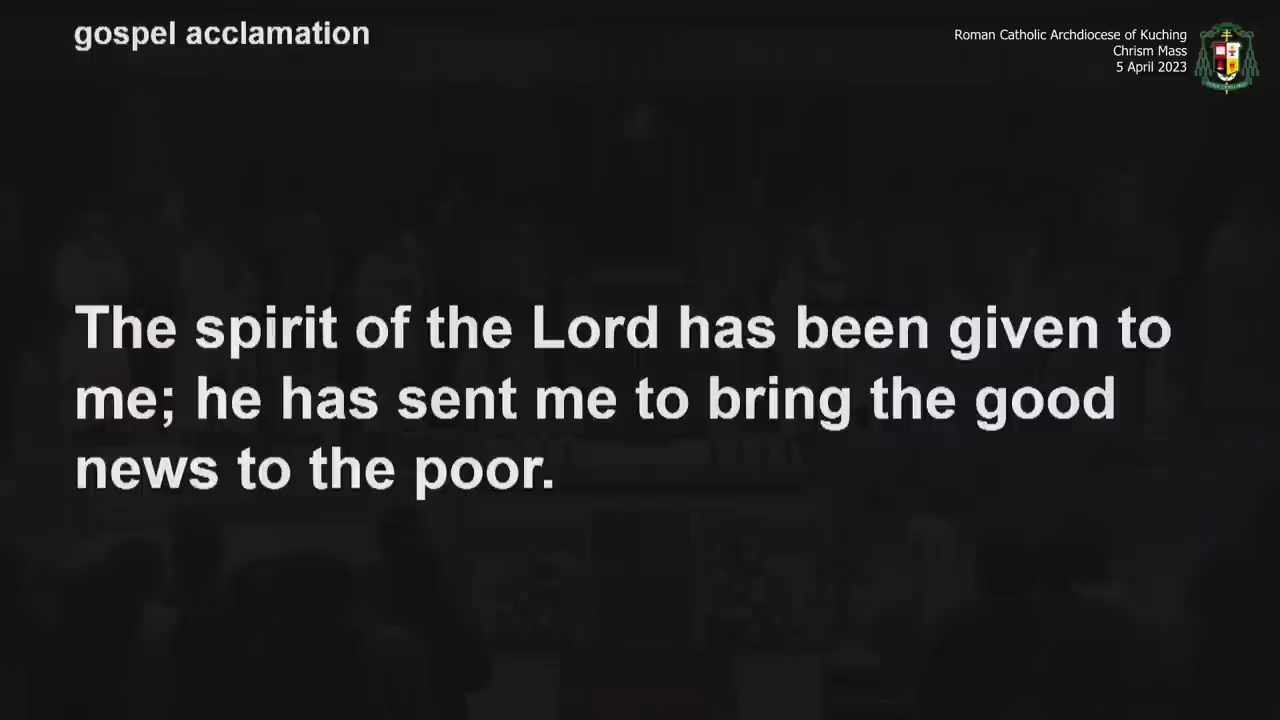 gospel acclamation
Roman Catholic Archdiocese of Kuching
Chrism Mass
5 April 2023
The spirit of the Lord has been given to
me; he has sent me to bring the good
news to the poor.